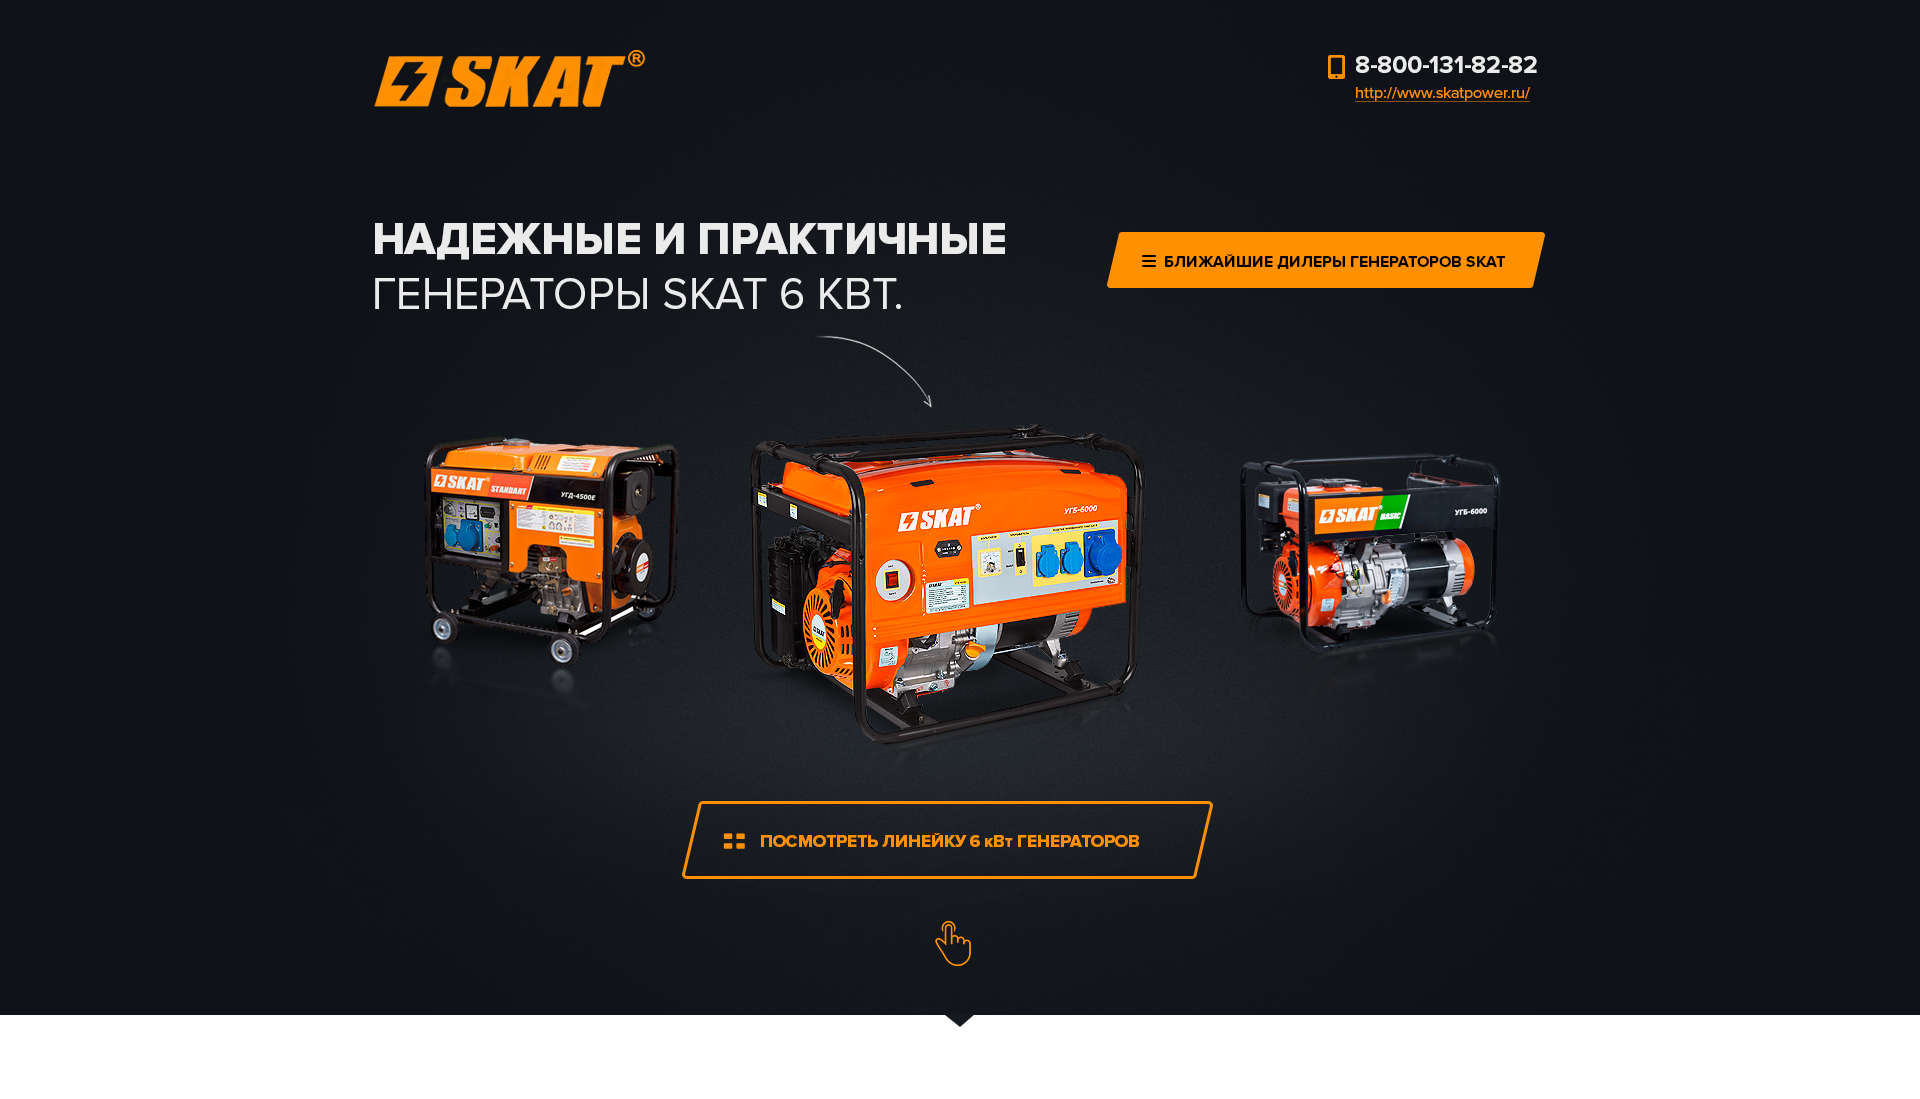 SKAT®
8-800-131-82-82
http://www.skatpower.ru/
НАДЕЖНЫЕ И ПРАКТИЧНЫЕ
ГЕНЕРАТОРЫ SKAT 6 КВТ.
БЛИЖАЙШИЕ ДИЛЕРЫ ГЕНЕРАТОРОВ SKAT
SKAT STANDART УГД-4500Е
SKAT® УГБ-6000
SKAT BASIC УГБ-6000
ПОСМОТРЕТЬ ЛИНЕЙКУ 6 кВт ГЕНЕРАТОРОВ